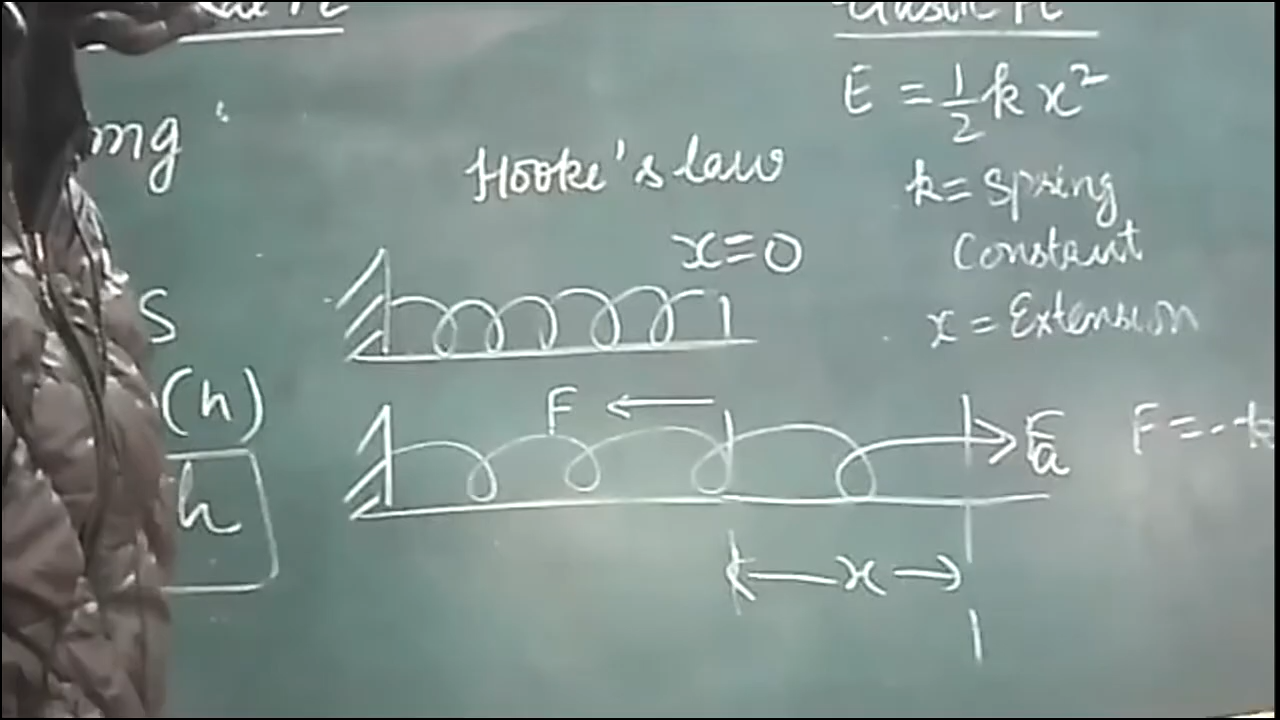 mg
S
(h)
h
Hooke's law
x=0
F
Fa
x
E = 1/2 k x²
k = Spring
Constant
x = Extension
F = -k